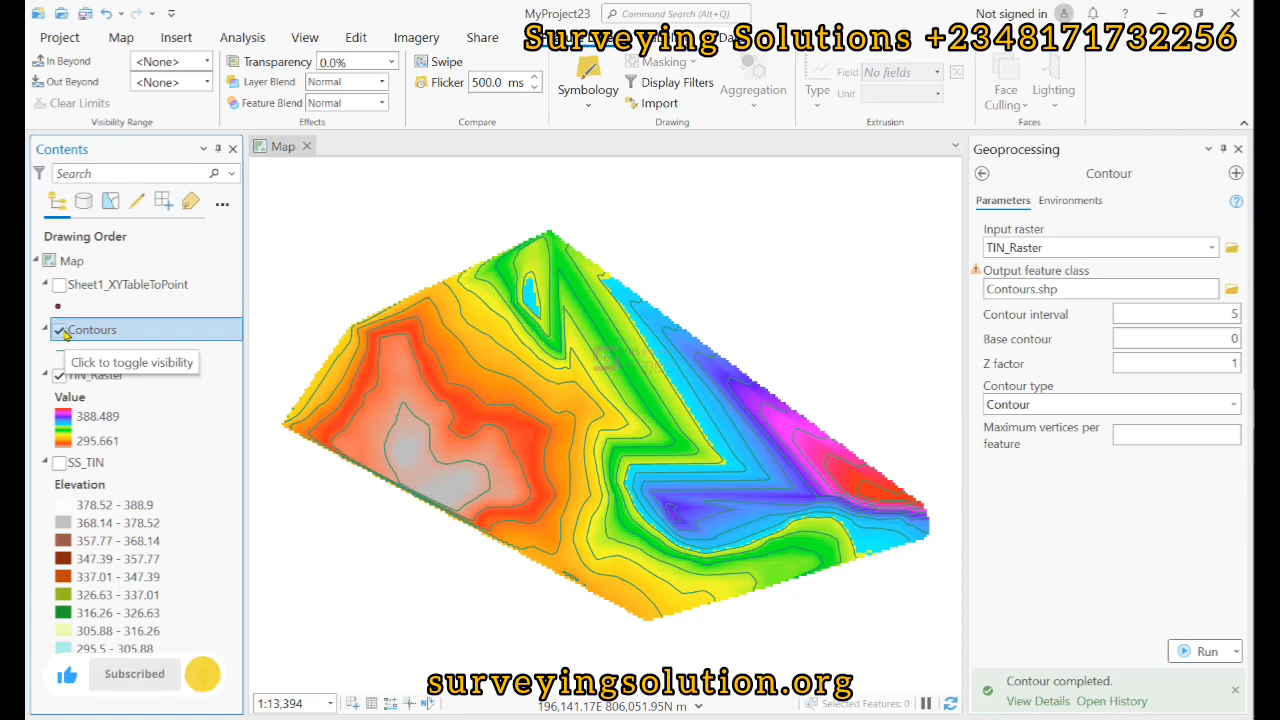 MyProject23
Command Search (Alt+Q)
Not signed in
?
Project
Map
Insert
Analysis
View
Edit
Imagery
Share
Surveying Solutions +2348171732256
In Beyond
<None>
Out Beyond
<None>
Clear Limits
Visibility Range
Transparency
0.0%
Layer Blend
Normal
Feature Blend
Normal
Effects
Swipe
Flicker
500.0 ms
Compare
Symbology
Masking
Display Filters
Import
Drawing
Aggregation
Type
Field
No fields
Unit
Extrusion
Face
Culling
Lighting
Faces
Contents
Search
Drawing Order
Map
Sheet1_XYTableToPoint
Contours
Click to toggle visibility
TIN_Raster
Value
388.489
295.661
SS_TIN
Elevation
378.52 - 388.9
368.14 - 378.52
357.77 - 368.14
347.39 - 357.77
337.01 - 347.39
326.63 - 337.01
316.26 - 326.63
305.88 - 316.26
295.5 - 305.88
Subscribed
Map
1:13,394
196,141.17E 806,051.95N m
Selected Features: 0
surveyingsolution.org
Geoprocessing
Contour
Parameters
Environments
?
Input raster
TIN_Raster
Output feature class
Contours.shp
Contour interval
5
Base contour
0
Z factor
1
Contour type
Contour
Maximum vertices per
feature
Run
Contour completed.
View Details Open History